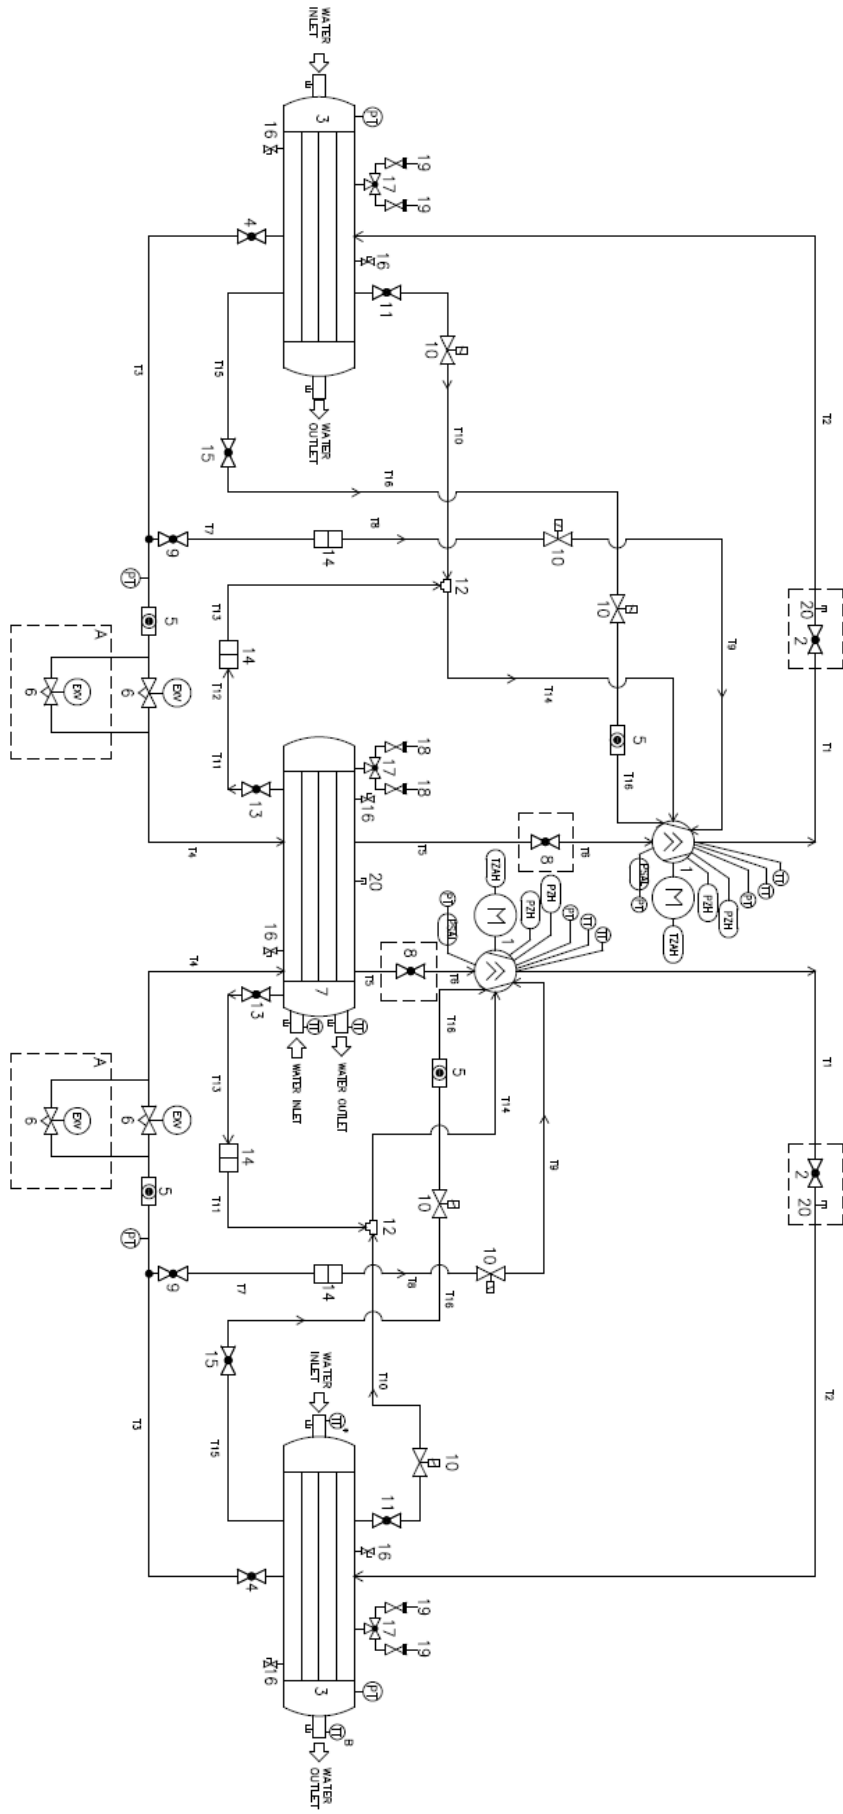 WATER
INLET
3
PT
16
19
17
19
4
16
11
10
T3
T15
T10
T2
WATER
OUTLET
15
T16
T7
T8
9
14
10
PT
12
10
20
2
T13
T9
5
A
14
T12
T14
EXV
6
EXV
6
5
T1
T11
18
17
18
13
16
T16
T4
T5
8
T6
1
PSAL
PT
M
TZAH
PZH
PZH
PT
TT
TT
20
TZAH
M
1
PT
PSAL
PZH
PZH
PT
TT
TT
16
T4
7
T5
8
T6
13
TT
TT
WATER INLET
WATER OUTLET
T16
A
T13
5
T14
T1
EXV
6
EXV
6
14
T9
5
T11
12
10
2
20
PT
9
T7
14
T8
10
T16
15
WATER
INLET
T10
T3
T15
TT
*
10
T2
11
16
4
16
19
17
19
3
PT
TT
B
WATER
OUTLET